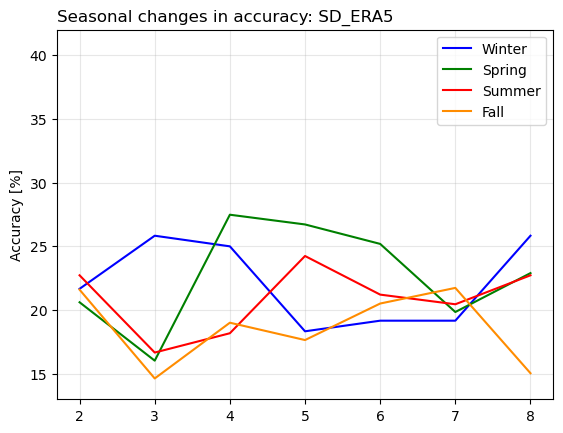 Seasonal changes in accuracy: SD_ERA5
Winter
Spring
Summer
Fall
Accuracy [%]
40
35
30
25
20
15
2 3 4 5 6 7 8